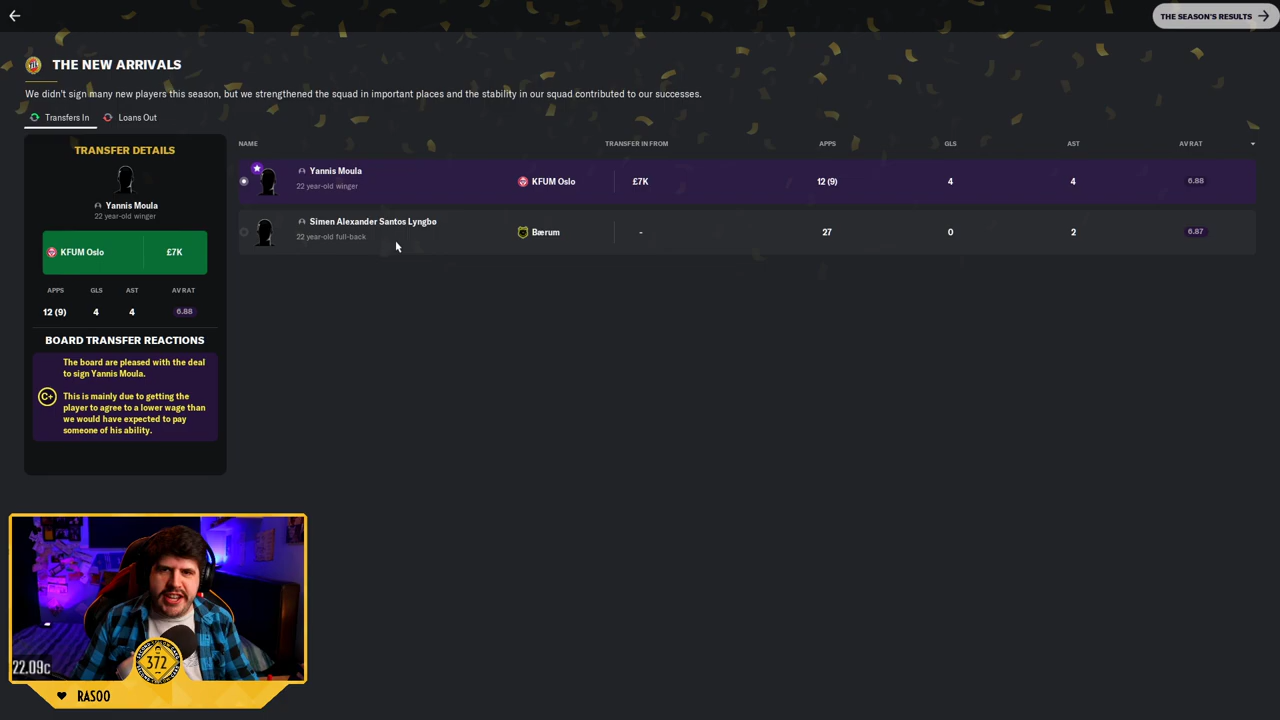 THE SEASON'S RESULTS
THE NEW ARRIVALS
We didn't sign many new players this season, but we strengthened the squad in important places and the stability in our squad contributed to our successes.
Transfers In Loans Out
TRANSFER DETAILS
Yannis Moula
22 year-old winger
KFUM Oslo £7K
APPS GLS AST AV RAT
12 (9) 4 4 6.88
BOARD TRANSFER REACTIONS
The board are pleased with the deal
to sign Yannis Moula.
C+
This is mainly due to getting the
player to agree to a lower wage than
we would have expected to pay
someone of his ability.
NAME TRANSFER IN FROM APPS GLS AST AV RAT
Yannis Moula
22 year-old winger
KFUM Oslo £7K 12 (9) 4 4 6.88
Simen Alexander Santos Lyngbø
22 year-old full-back
Bærum - 27 0 2 6.87
22.09c
372
RASOO